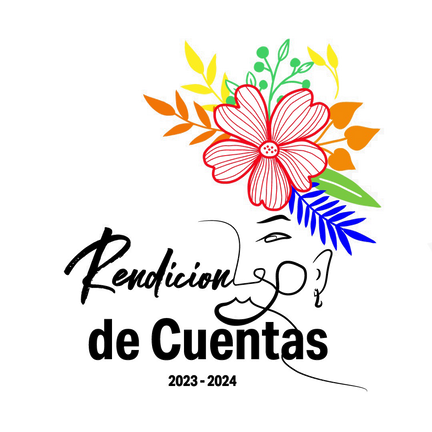 Rendicion
de Cuentas
2023 - 2024